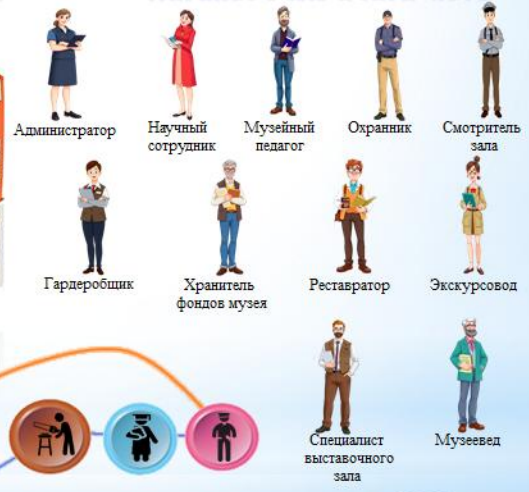 Администратор
Научный
сотрудник
Музейный
педагог
Охранник
Смотритель
зала
Гардеробщик
Хранитель
фондов музея
Реставратор
Экскурсовод
Специалист
выставочного
зала
Музеевед